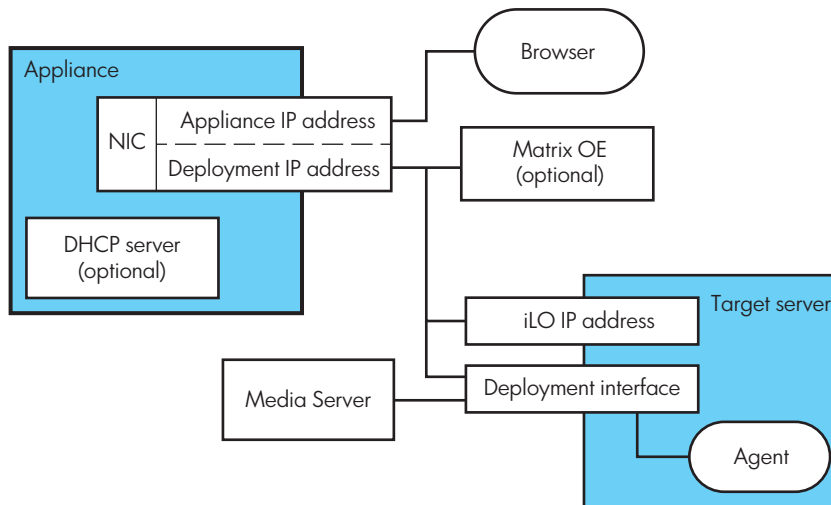 Appliance
Browser
NIC
Appliance IP address
Deployment IP address
Matrix OE
(optional)
DHCP server
(optional)
Target server
iLO IP address
Deployment interface
Media Server
Agent